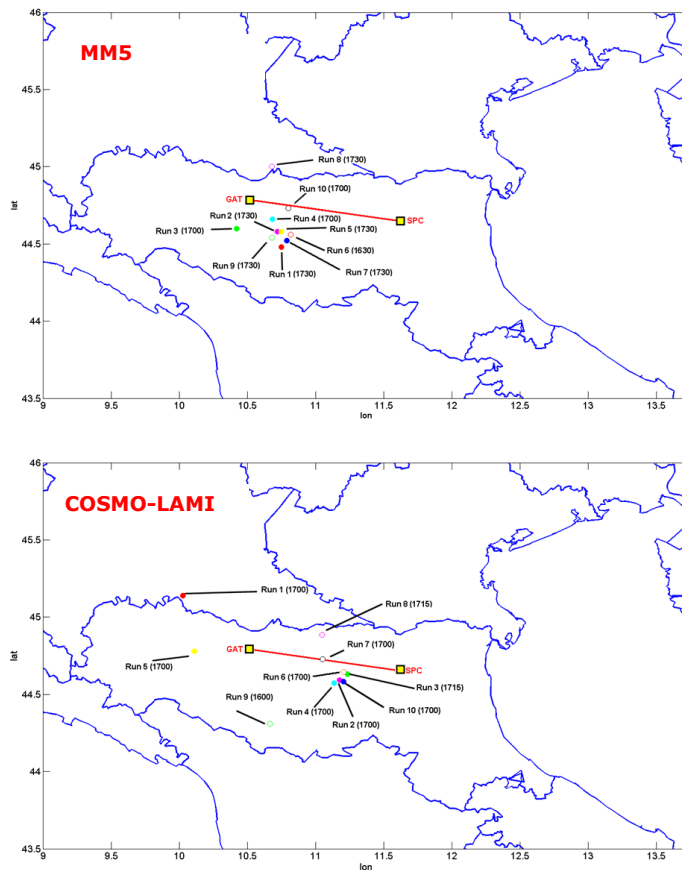 46
MM5
45.5
Run 8 (1730)
45
Run 10 (1700)
GAT
SPC
lat
Run 2 (1730)
Run 4 (1700)
Run 3 (1700)
Run 5 (1730)
44.5
Run 6 (1630)
Run 9 (1730)
Run 7 (1730)
Run 1 (1730)
44
43.5
9
9.5
10
10.5
11
11.5
12
12.5
13
13.5
lon
46
COSMO-LAMI
45.5
Run 1 (1700)
Run 8 (1715)
45
Run 7 (1700)
GAT
SPC
lat
Run 5 (1700)
Run 6 (1700)
Run 3 (1715)
Run 9 (1600)
44.5
Run 4 (1700)
Run 10 (1700)
Run 2 (1700)
44
43.5
9
9.5
10
10.5
11
11.5
12
12.5
13
13.5
lon